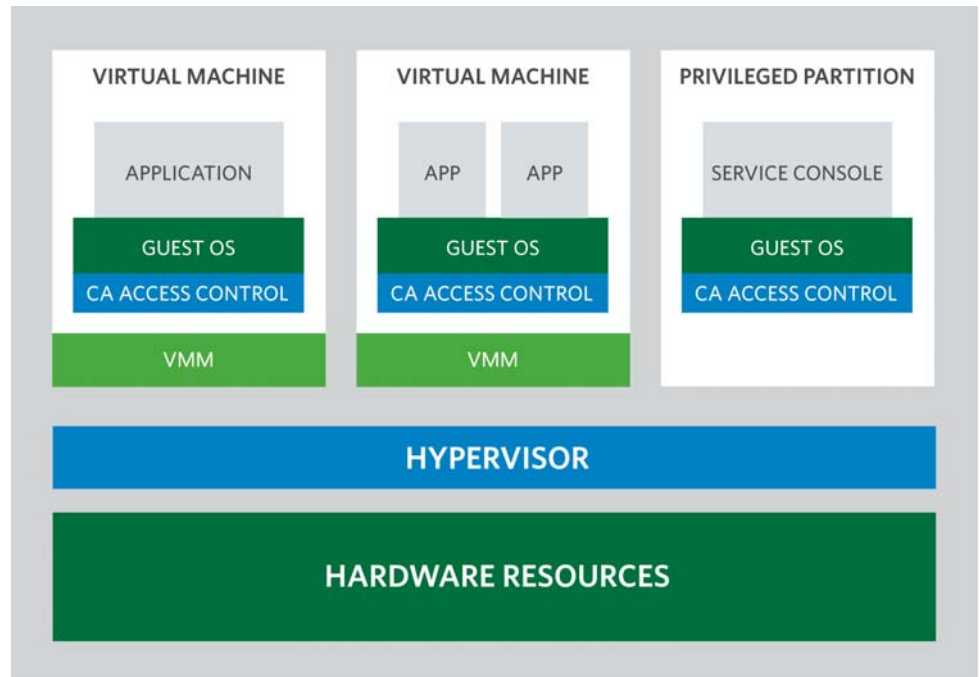 VIRTUAL MACHINE
APPLICATION
GUEST OS
CA ACCESS CONTROL
VMM
VIRTUAL MACHINE
APP
APP
GUEST OS
CA ACCESS CONTROL
VMM
PRIVILEGED PARTITION
SERVICE CONSOLE
GUEST OS
CA ACCESS CONTROL
HYPERVISOR
HARDWARE RESOURCES